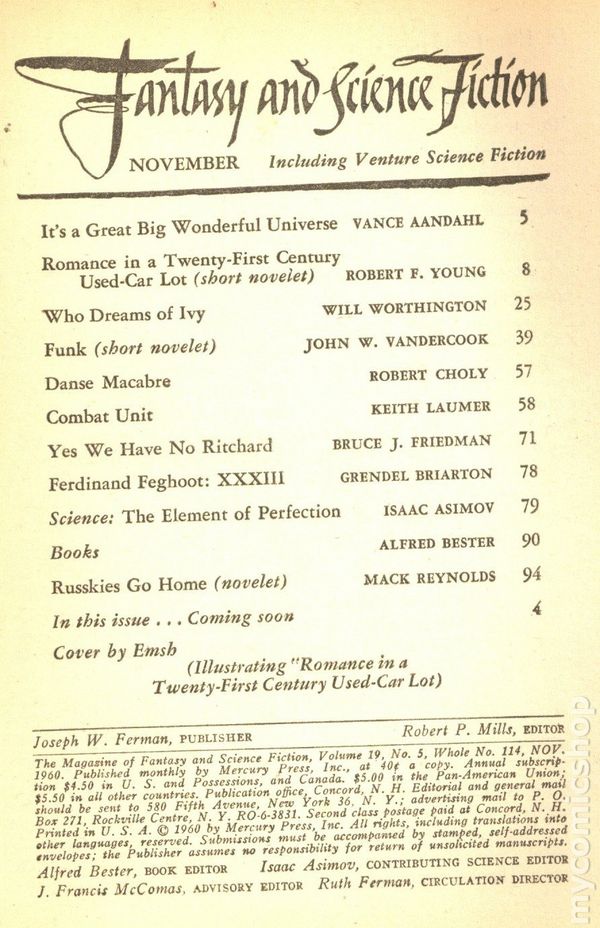 Fantasy and Science Fiction
NOVEMBER Including Venture Science Fiction
It's a Great Big Wonderful Universe VANCE AANDAHL 5
Romance in a Twenty-First Century
Used-Car Lot (short novelet) ROBERT F. YOUNG 8
Who Dreams of Ivy WILL WORTHINGTON 25
Funk (short novelet) JOHN W. VANDERCOOK 39
Danse Macabre ROBERT CHOLY 57
Combat Unit KEITH LAUMER 58
Yes We Have No Ritchard BRUCE J. FRIEDMAN 71
Ferdinand Feghoot: XXXIII GRENDEL BRIARTON 78
Science: The Element of Perfection ISAAC ASIMOV 79
Books ALFRED BESTER 90
Russkies Go Home (novelet) MACK REYNOLDS 94
In this issue . . . Coming soon 4
Cover by Emsh
(Illustrating "Romance in a
Twenty-First Century Used-Car Lot)
Joseph W. Ferman, PUBLISHER Robert P. Mills, EDITOR
The Magazine of Fantasy and Science Fiction, Volume 19, No. 5, Whole No. 114, NOV.
1960. Published monthly by Mercury Press, Inc., at 40¢ a copy. Annual subscrip-
tion $4.50 in U. S. and Possessions, and Canada. $5.00 in the Pan-American Union;
$5.50 in all other countries. Publication office, Concord, N. H. Editorial and general mail
should be sent to 580 Fifth Avenue, New York 36, N. Y.; advertising mail to P. O.
Box 271, Rockville Centre, N. Y. RO-6-3831. Second class postage paid at Concord, N. H.
Printed in U. S. A. © 1960 by Mercury Press, Inc. All rights, including translations into
other languages, reserved. Submissions must be accompanied by stamped, self-addressed
envelopes; the Publisher assumes no responsibility for return of unsolicited manuscripts.
Alfred Bester, BOOK EDITOR Isaac Asimov, CONTRIBUTING SCIENCE EDITOR
J. Francis McComas, ADVISORY EDITOR Ruth Ferman, CIRCULATION DIRECTOR
mycomicshop